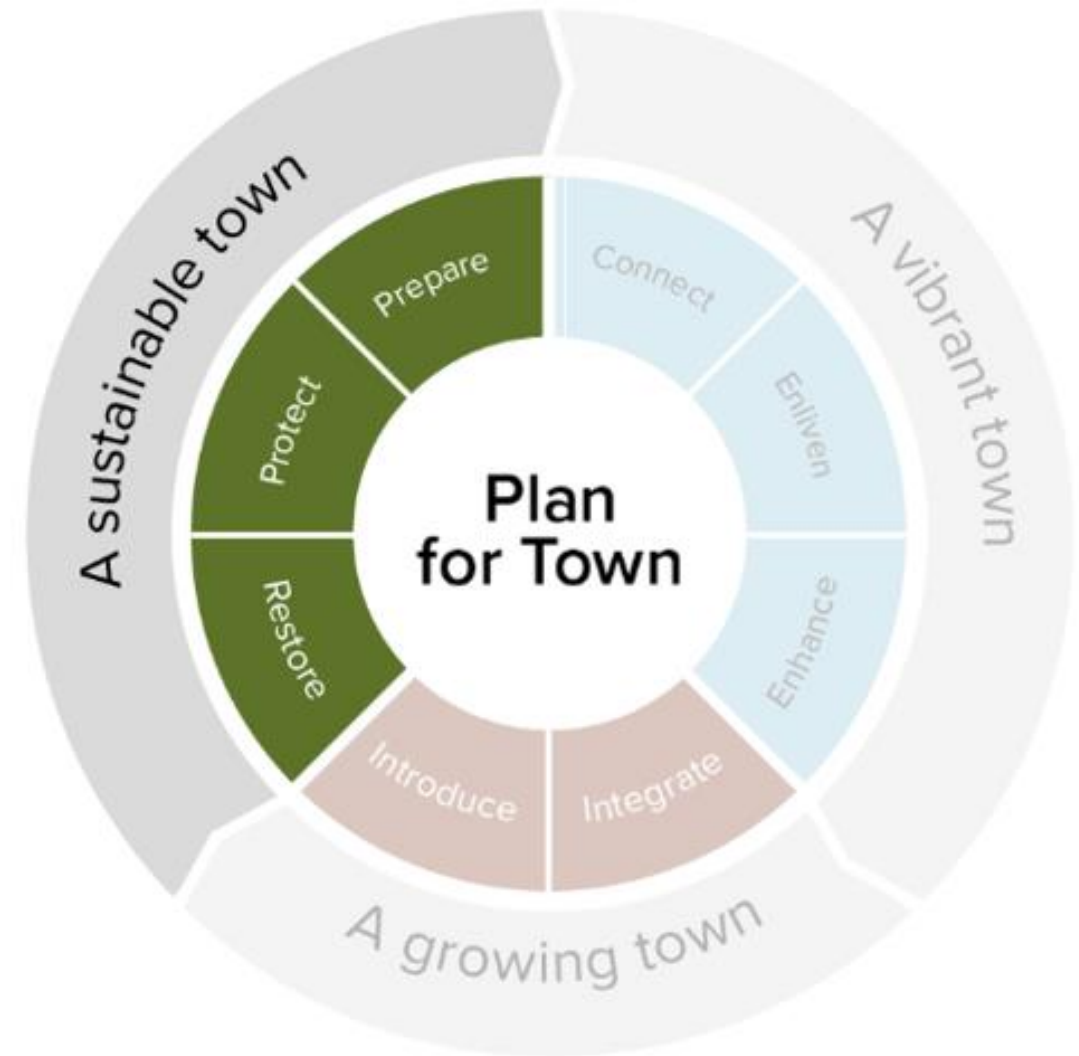 Plan
for Town
A sustainable town
Prepare
Protect
Restore
A vibrant town
Connect
Enliven
Enhance
A growing town
Introduce
Integrate